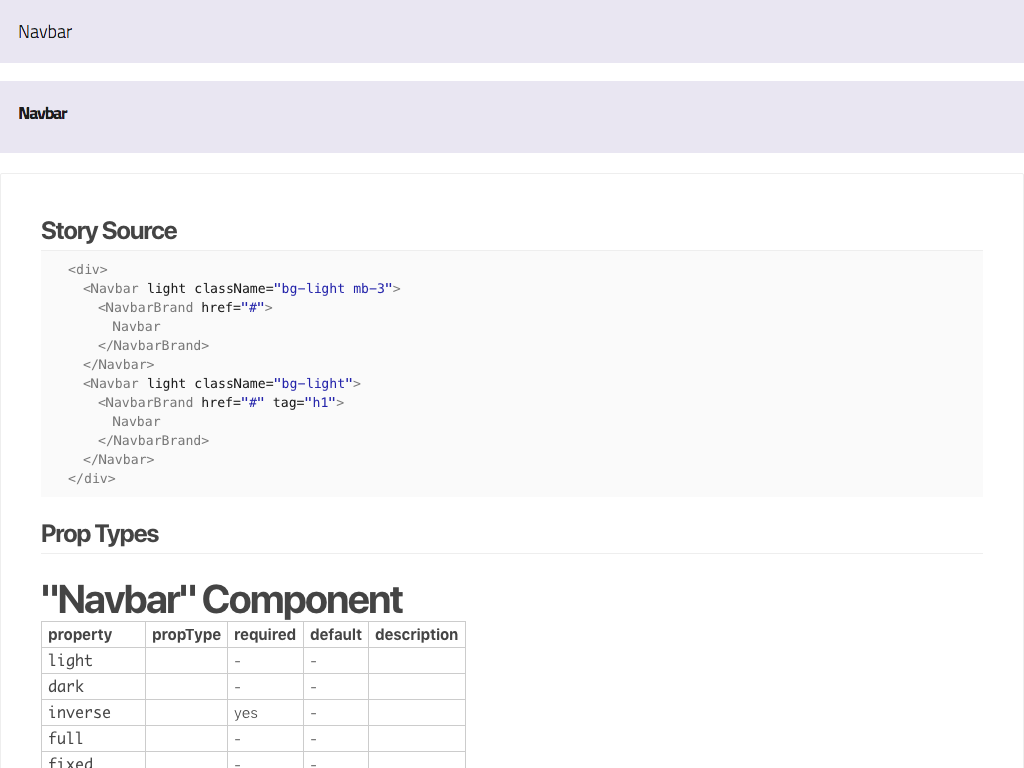 Navbar
Navbar
Story Source
<div>
<Navbar light className="bg-light mb-3">
<NavbarBrand href="#">
Navbar
</NavbarBrand>
</Navbar>
<Navbar light className="bg-light">
<NavbarBrand href="#" tag="h1">
Navbar
</NavbarBrand>
</Navbar>
</div>
Prop Types
"Navbar" Component
property propType required default description
light - -
dark - -
inverse yes -
full - -
fixed - -